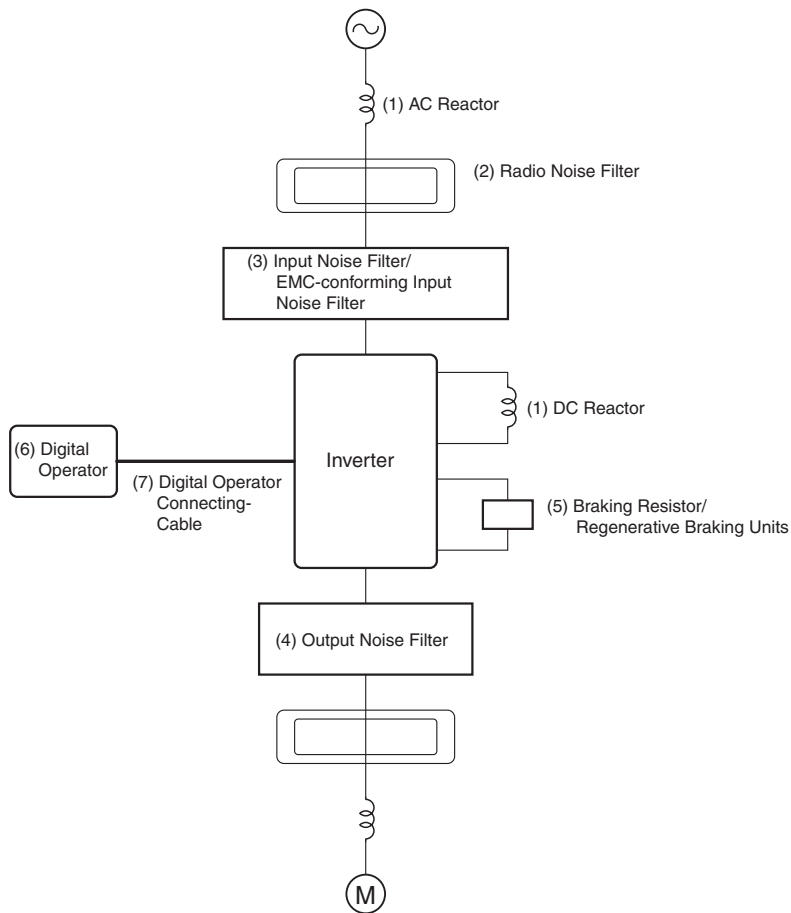 (1) AC Reactor
(2) Radio Noise Filter
(3) Input Noise Filter/
EMC-conforming Input
Noise Filter
(1) DC Reactor
(6) Digital
Operator
Inverter
(7) Digital Operator
Connecting-
Cable
(5) Braking Resistor/
Regenerative Braking Units
(4) Output Noise Filter
M